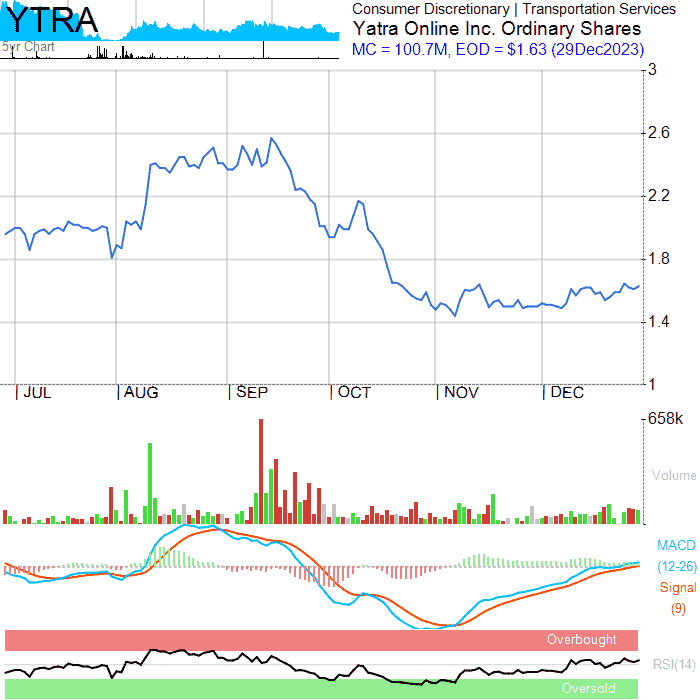 YTRA
5yr Chart
Consumer Discretionary | Transportation Services
Yatra Online Inc. Ordinary Shares
MC = 100.7M, EOD = $1.63 (29Dec2023)
3
2.6
2.2
1.8
1.4
1
JUL AUG SEP OCT NOV DEC
658k
Volume
MACD
(12-26)
Signal
(9)
Overbought
RSI(14)
Oversold